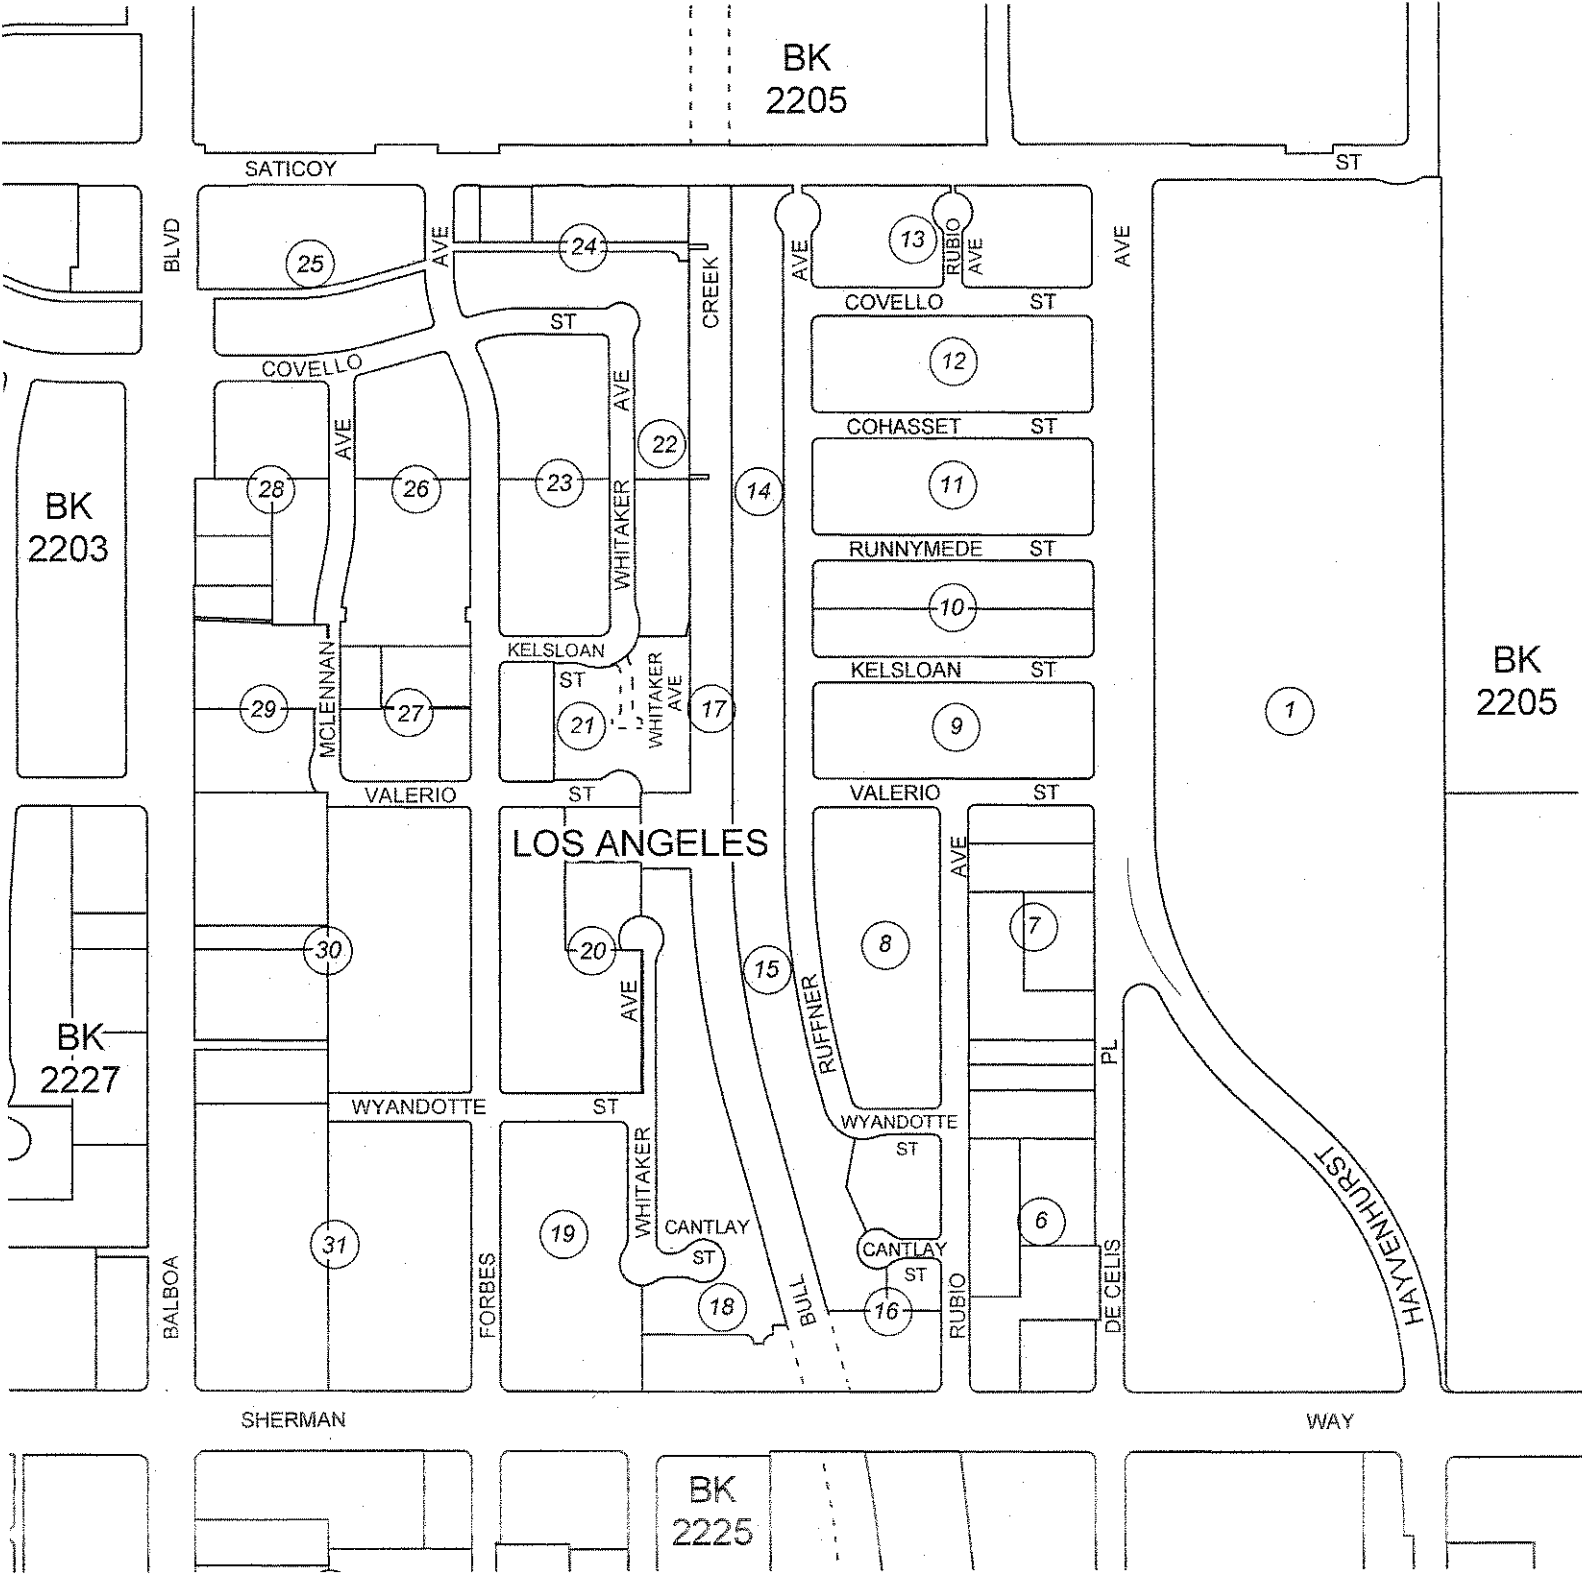 BK
2205
SATICOY
ST
BLVD
AVE
24
25
CREEK
AVE
13
RUBIO
AVE
AVE
COVELLO
ST
ST
COVELLO
12
AVE
AVE
22
COHASSET
ST
BK
2203
28
26
23
WHITAKER
14
11
RUNNYMEDE
ST
10
MCLENNAN
KELSLOAN
ST
WHITAKER
AVE
KELSLOAN
ST
BK
2205
29
27
21
17
9
1
VALERIO
ST
VALERIO
ST
LOS ANGELES
AVE
30
20
AVE
15
RUFFNER
8
7
BK
2227
PL
WYANDOTTE
ST
WYANDOTTE
ST
WHITAKER
HAYVENHURST
31
19
CANTLAY
ST
6
CANTLAY
ST
BALBOA
FORBES
18
BULL
16
RUBIO
DE CELIS
SHERMAN
WAY
BK
2225